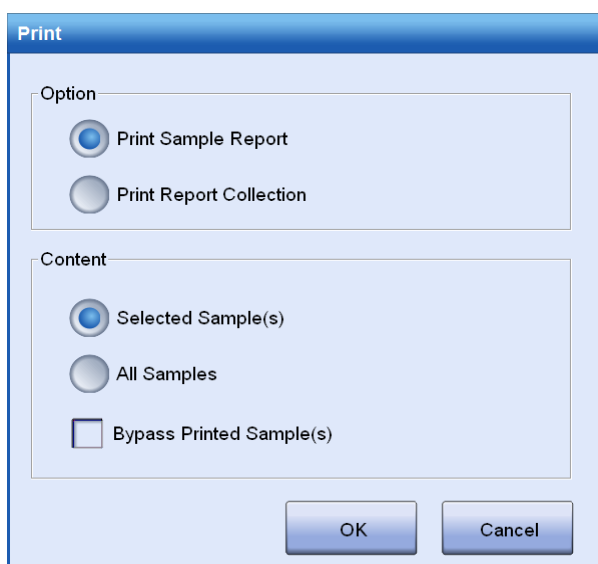 Print
Option
Print Sample Report
Print Report Collection
Content
Selected Sample(s)
All Samples
Bypass Printed Sample(s)
OK Cancel